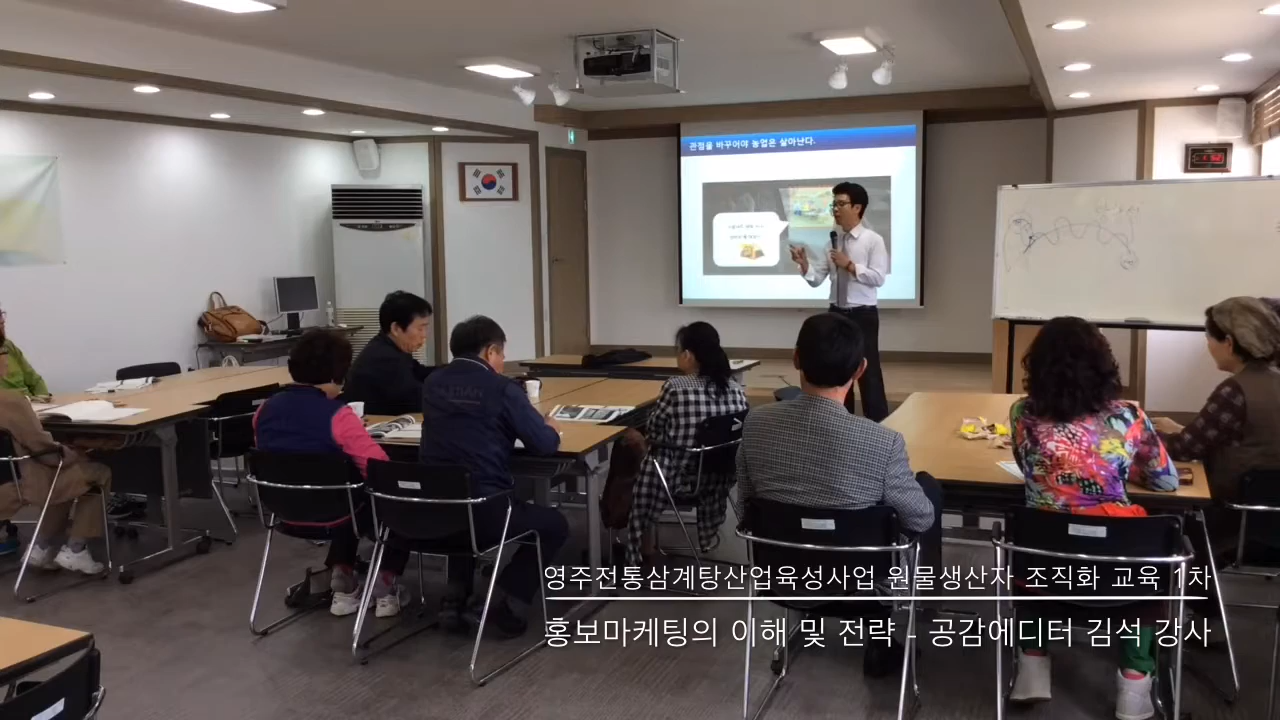 관점을 바꾸어야 농업은 살아난다.
영주전통삼계탕산업육성사업 원물생산자 조직화 교육 1차
홍보마케팅의 이해 및 전략 - 공감에디터 김석 강사